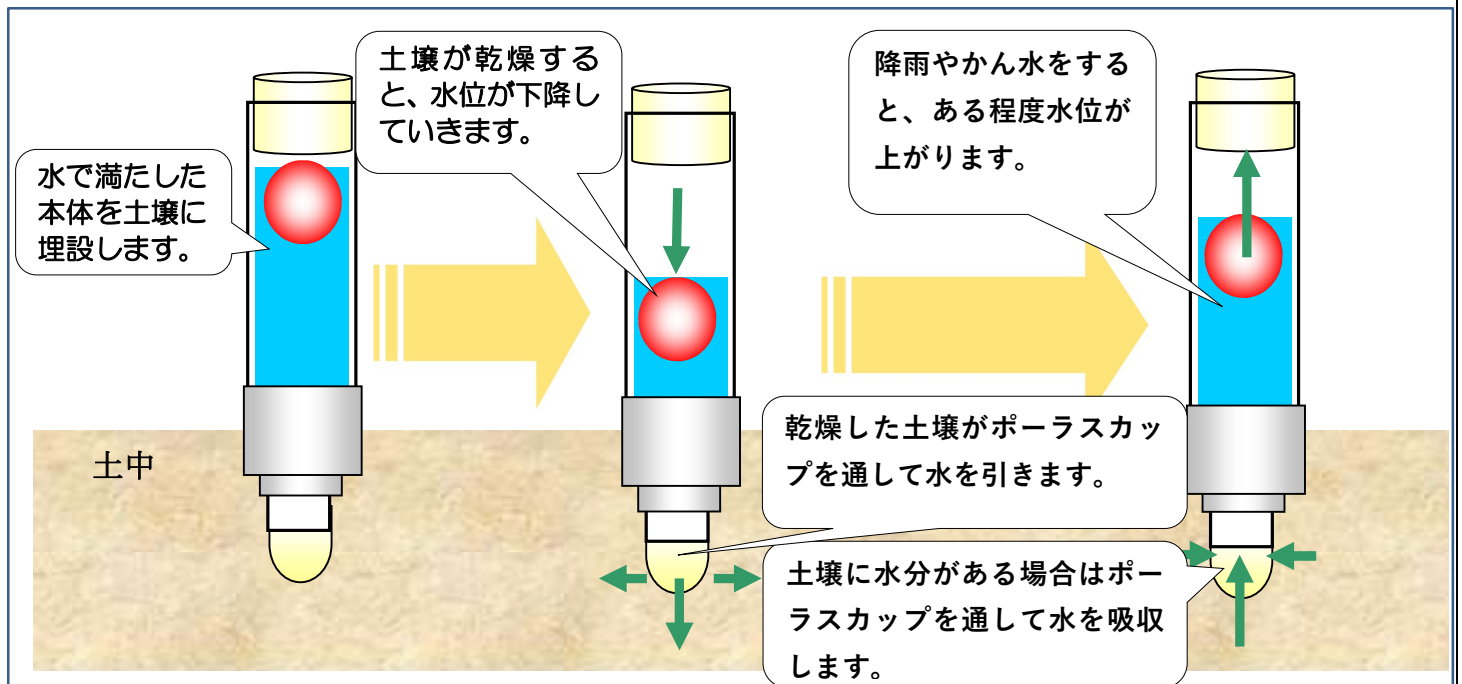 水で満たした
本体を土壌に
埋設します。
土壌が乾燥する
と、水位が下降し
ていきます。
降雨やかん水をする
と、ある程度水位が
上がります。
土中
乾燥した土壌がポーラスカッ
プを通して水を引きます。
土壌に水分がある場合はポー
ラスカップを通して水を吸収
します。